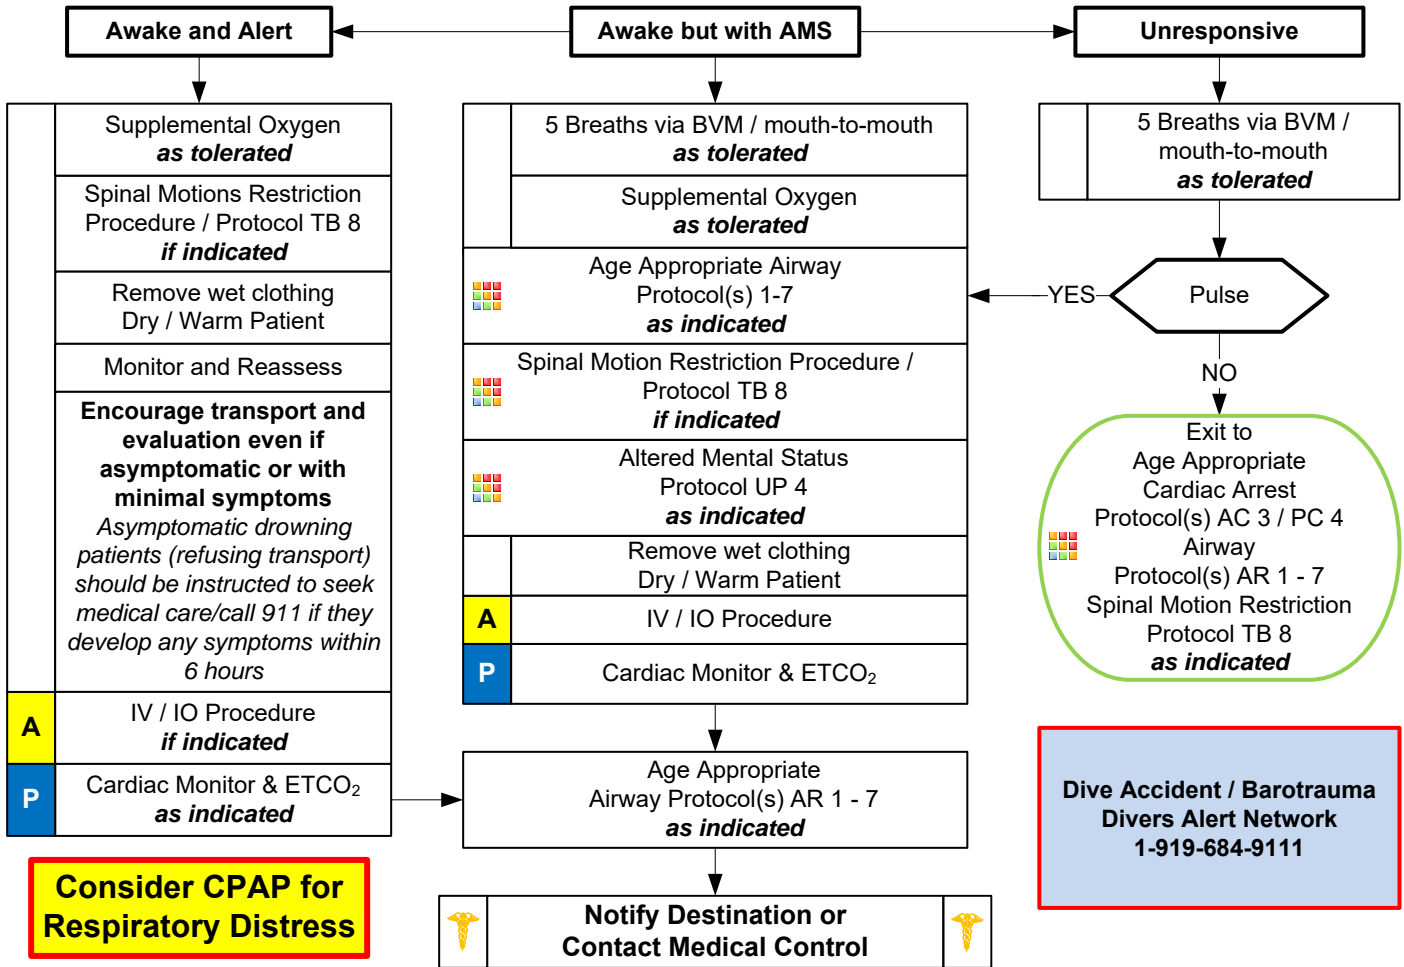 Awake and Alert
Awake but with AMS
Unresponsive
Supplemental Oxygen
as tolerated
Spinal Motions Restriction
Procedure / Protocol TB 8
if indicated
Remove wet clothing
Dry / Warm Patient
Monitor and Reassess
Encourage transport and
evaluation even if
asymptomatic or with
minimal symptoms
Asymptomatic drowning
patients (refusing transport)
should be instructed to seek
medical care/call 911 if they
develop any symptoms within
6 hours
A
IV / IO Procedure
if indicated
P
Cardiac Monitor & ETCO₂
as indicated
Consider CPAP for
Respiratory Distress
5 Breaths via BVM / mouth-to-mouth
as tolerated
Supplemental Oxygen
as tolerated
Age Appropriate Airway
Protocol(s) 1-7
as indicated
Spinal Motion Restriction Procedure /
Protocol TB 8
if indicated
Altered Mental Status
Protocol UP 4
as indicated
Remove wet clothing
Dry / Warm Patient
A
IV / IO Procedure
P
Cardiac Monitor & ETCO₂
Age Appropriate
Airway Protocol(s) AR 1 - 7
as indicated
Notify Destination or
Contact Medical Control
5 Breaths via BVM /
mouth-to-mouth
as tolerated
YES
Pulse
NO
Exit to
Age Appropriate
Cardiac Arrest
Protocol(s) AC 3 / PC 4
Airway
Protocol(s) AR 1 - 7
Spinal Motion Restriction
Protocol TB 8
as indicated
Dive Accident / Barotrauma
Divers Alert Network
1-919-684-9111